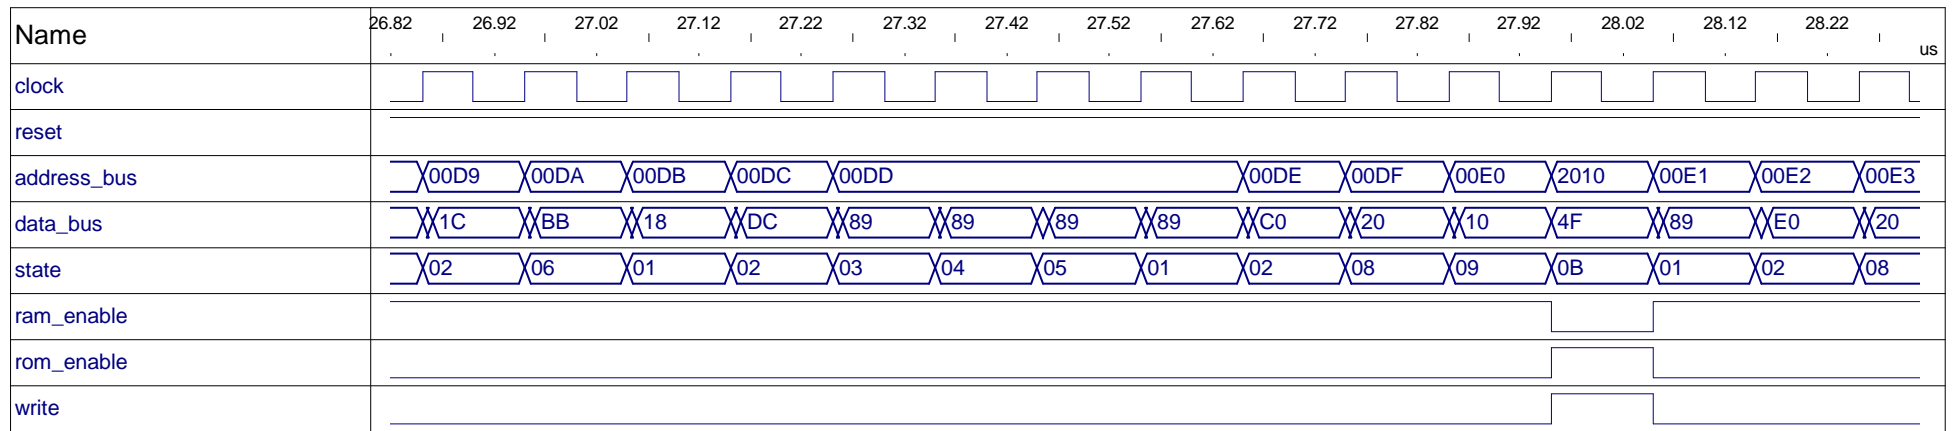 Name 26.82 26.92 27.02 27.12 27.22 27.32 27.42 27.52 27.62 27.72 27.82 27.92 28.02 28.12 28.22
us
clock
reset
address_bus 00D9 00DA 00DB 00DC 00DD 00DE 00DF 00E0 2010 00E1 00E2 00E3
data_bus 1C BB 18 DC 89 89 89 89 C0 20 10 4F 89 E0 20
state 02 06 01 02 03 04 05 01 02 08 09 0B 01 02 08
ram_enable
rom_enable
write